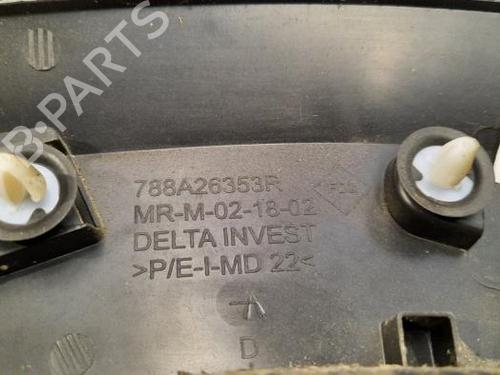 B-PARTS
788A26353R
MR-M-02-18-02
DELTA INVEST
>P/E-I-MD 22<
D